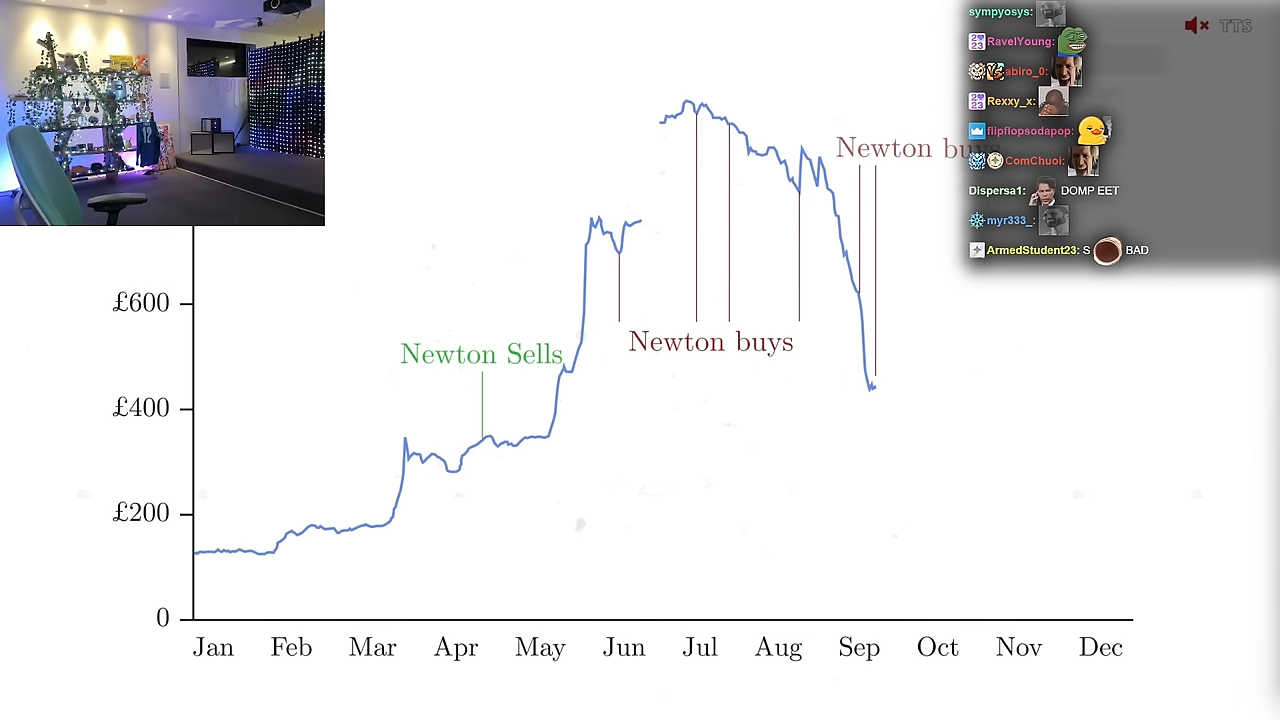 sympyosys:
TTS
RavelYoung:
abiro_0:
Rexxy_x:
flipflopsodapop:
ComChuoi:
Dispersa1: DOMP EET
myr333_:
ArmedStudent23: S BAD
12
Newton buys
£600
Newton buys
Newton Sells
£400
£200
0
Jan Feb Mar Apr May Jun Jul Aug Sep Oct Nov Dec